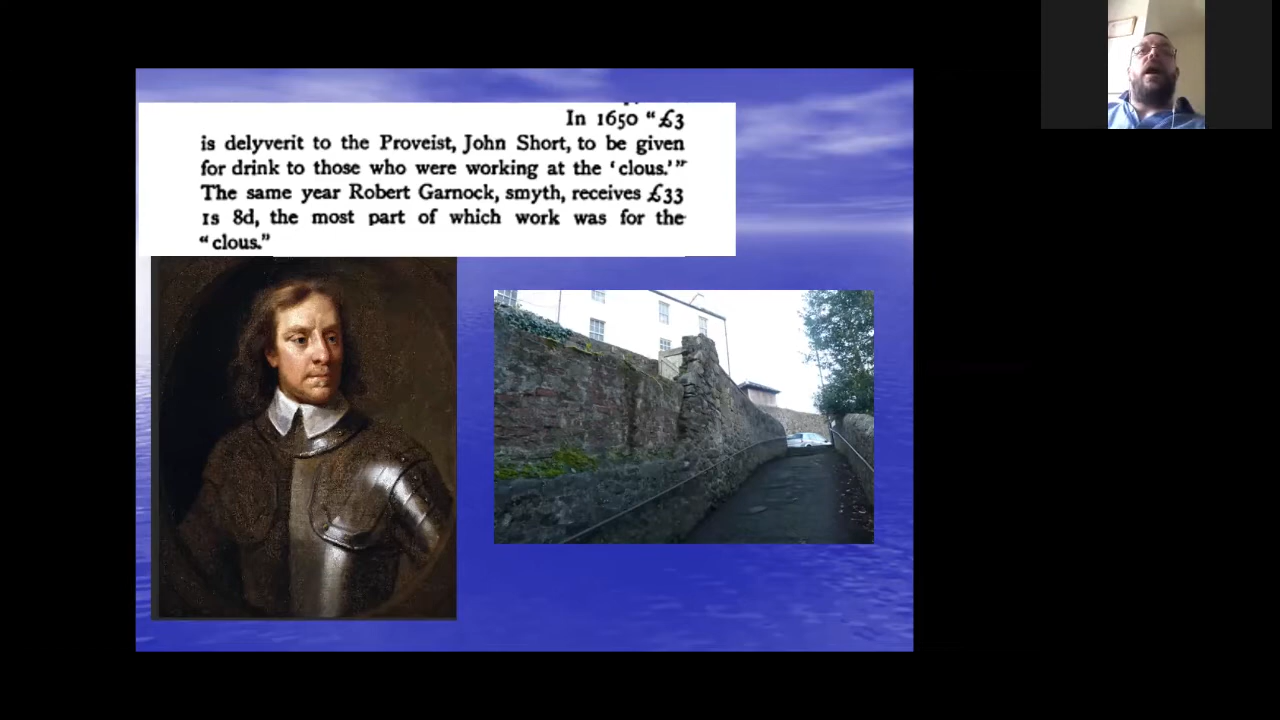 In 1650 “£3
is delyverit to the Proveist, John Short, to be given
for drink to those who were working at the ‘clous.’”
The same year Robert Garnock, smyth, receives £33
1s 8d, the most part of which work was for the
“clous.”